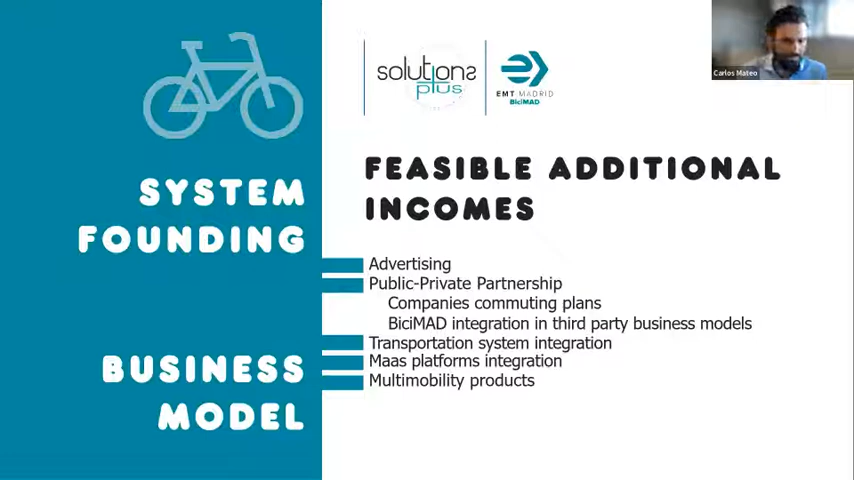 solutions
plus
EMT MADRID
BiciMAD
Carlos Mateo
SYSTEM
FOUNDING
BUSINESS
MODEL
FEASIBLE ADDITIONAL
INCOMES
Advertising
Public-Private Partnership
Companies commuting plans
BiciMAD integration in third party business models
Transportation system integration
Maas platforms integration
Multimobility products